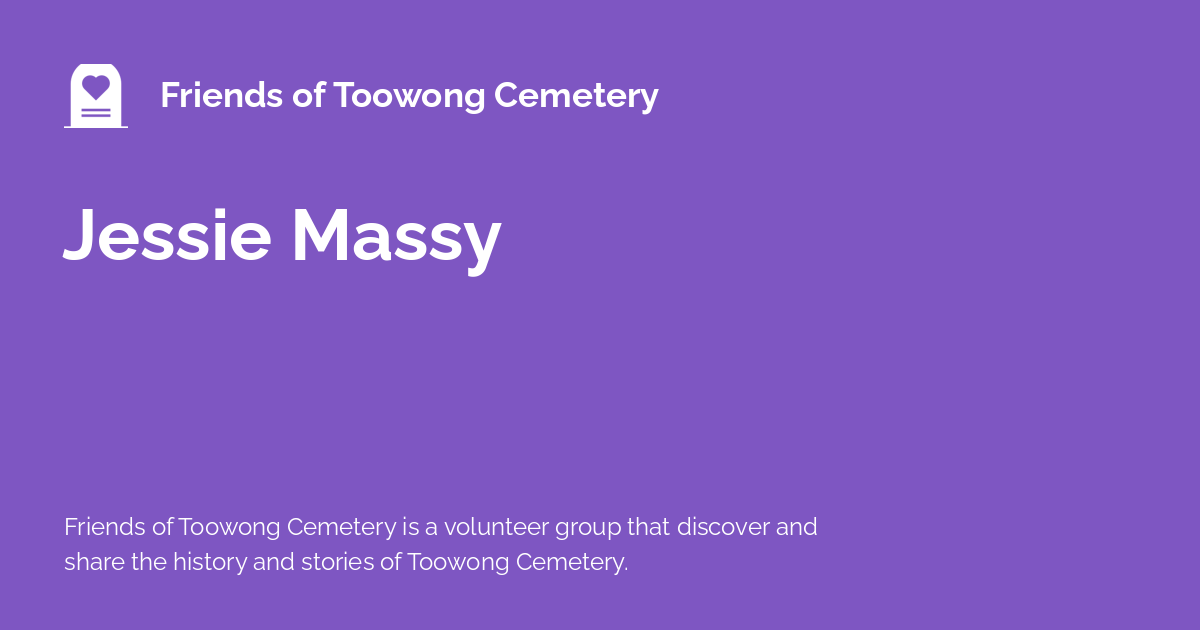 Friends of Toowong Cemetery
Jessie Massy
Friends of Toowong Cemetery is a volunteer group that discover and
share the history and stories of Toowong Cemetery.